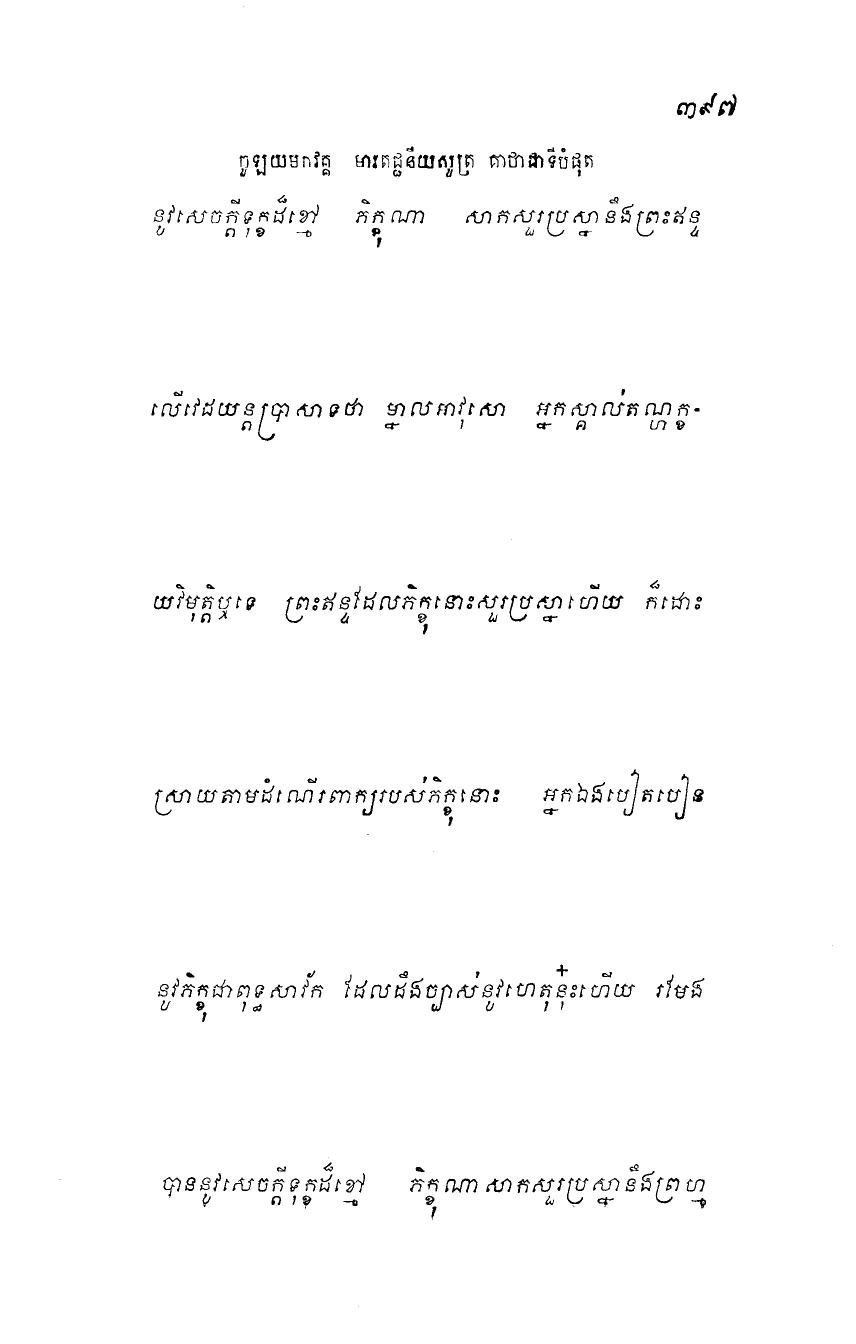 ៣៩៧
ចូឡយមកវគ្គ មារតជ្ជនីយសូត្រ គាថាជាទីបំផុត
នូវសេចក្តីទុក្ខដ៏ខ្មៅ ភិក្ខុណា សាកសួរប្រស្នានឹងព្រះឥន្ទ
លើវេជយន្តប្រាសាទថា ម្នាលអាវុសោ អ្នកស្គាល់តណ្ហក្ខ-
យវិមុត្តិឬទេ ព្រះឥន្ទដែលភិក្ខុនោះសួរប្រស្នាហើយ ក៏ដោះ
ស្រាយតាមដំណើរពាក្យរបស់ភិក្ខុនោះ អ្នកឯងបៀតបៀន
នូវភិក្ខុជាពុទ្ធសាវ័ក ដែលដឹងច្បាស់នូវហេតុនុ៎ះហើយ រមែង
បាននូវសេចក្តីទុក្ខដ៏ខ្មៅ ភិក្ខុណា សាកសួរប្រស្នានឹងព្រហ្ម